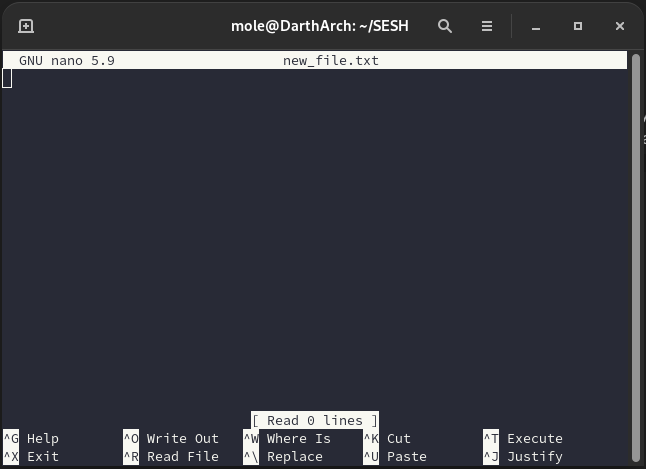 mole@DarthArch: ~/SESH
GNU nano 5.9 new_file.txt
[ Read 0 lines ]
^G Help ^O Write Out ^W Where Is ^K Cut ^T Execute
^X Exit ^R Read File ^\ Replace ^U Paste ^J Justify